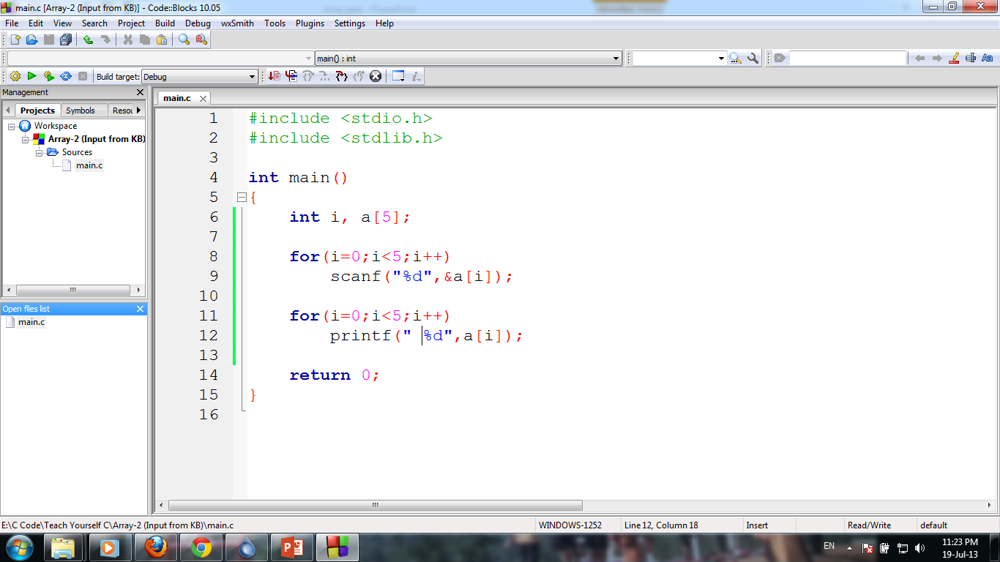 main.c [Array-2 (Input from KB)] - Code::Blocks 10.05
File Edit View Search Project Build Debug wxSmith Tools Plugins Settings Help
main() : int
Build target: Debug
Management
Projects Symbols
Workspace
Array-2 (Input from KB)
Sources
main.c
Open files list
main.c
main.c
1 #include <stdio.h>
2 #include <stdlib.h>
3
4 int main()
5 {
6     int i, a[5];
7
8     for(i=0;i<5;i++)
9         scanf("%d",&a[i]);
10
11     for(i=0;i<5;i++)
12         printf(" %d",a[i]);
13
14     return 0;
15 }
16
E:\C Code\Teach Yourself C\Array-2 (Input from KB)\main.c WINDOWS-1252 Line 12, Column 18 Insert Read/Write default
EN 11:23 PM
19-Jul-13